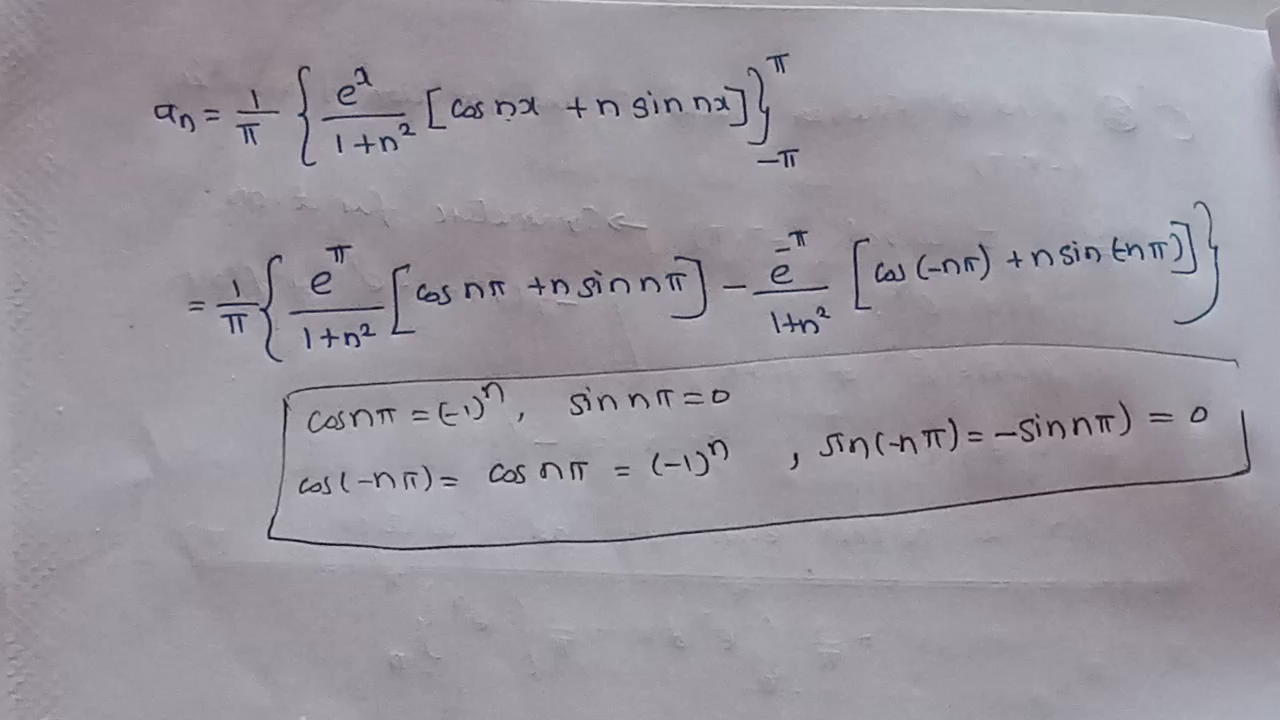 aₙ = 1/π { eˣ/(1+n²) [cos nx + n sin nx] }_{-π}^{π}
= 1/π { e^π/(1+n²) [cos nπ + n sin nπ] - e^{-π}/(1+n²) [cos(-nπ) + n sin(-nπ)] }
cos nπ = (-1)ⁿ, sin nπ = 0
cos(-nπ) = cos nπ = (-1)ⁿ , sin(-nπ) = -sin nπ) = 0